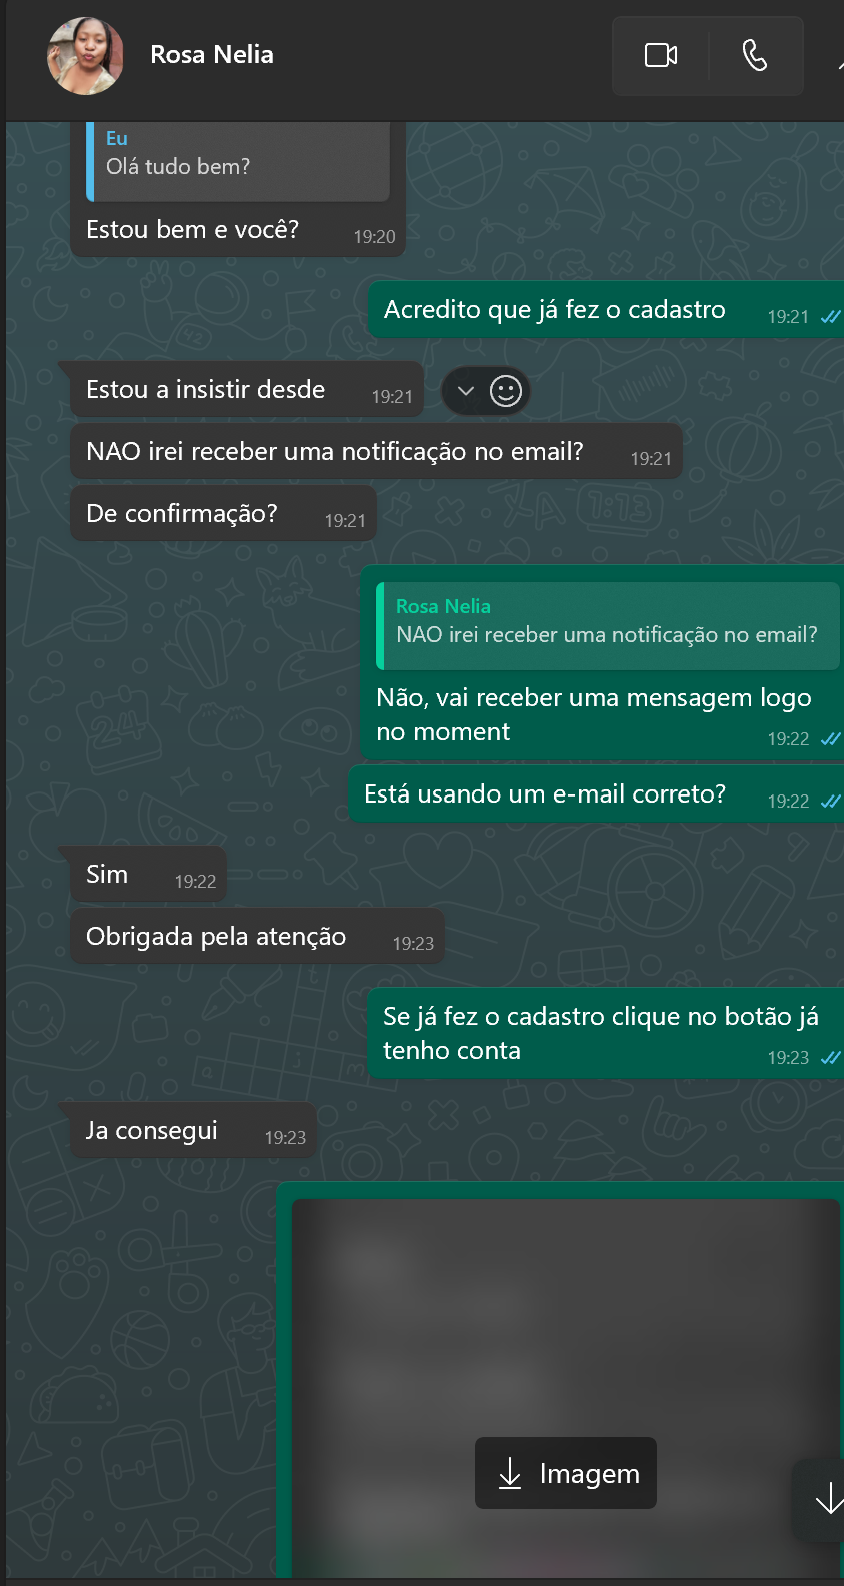 Rosa Nelia
Eu
Olá tudo bem?
Estou bem e você?
19:20
Acredito que já fez o cadastro
19:21
Estou a insistir desde
19:21
NAO irei receber uma notificação no email?
19:21
De confirmação?
19:21
Rosa Nelia
NAO irei receber uma notificação no email?
Não, vai receber uma mensagem logo
no moment
19:22
Está usando um e-mail correto?
19:22
Sim
19:22
Obrigada pela atenção
19:23
Se já fez o cadastro clique no botão já
tenho conta
19:23
Ja consegui
19:23
Imagem